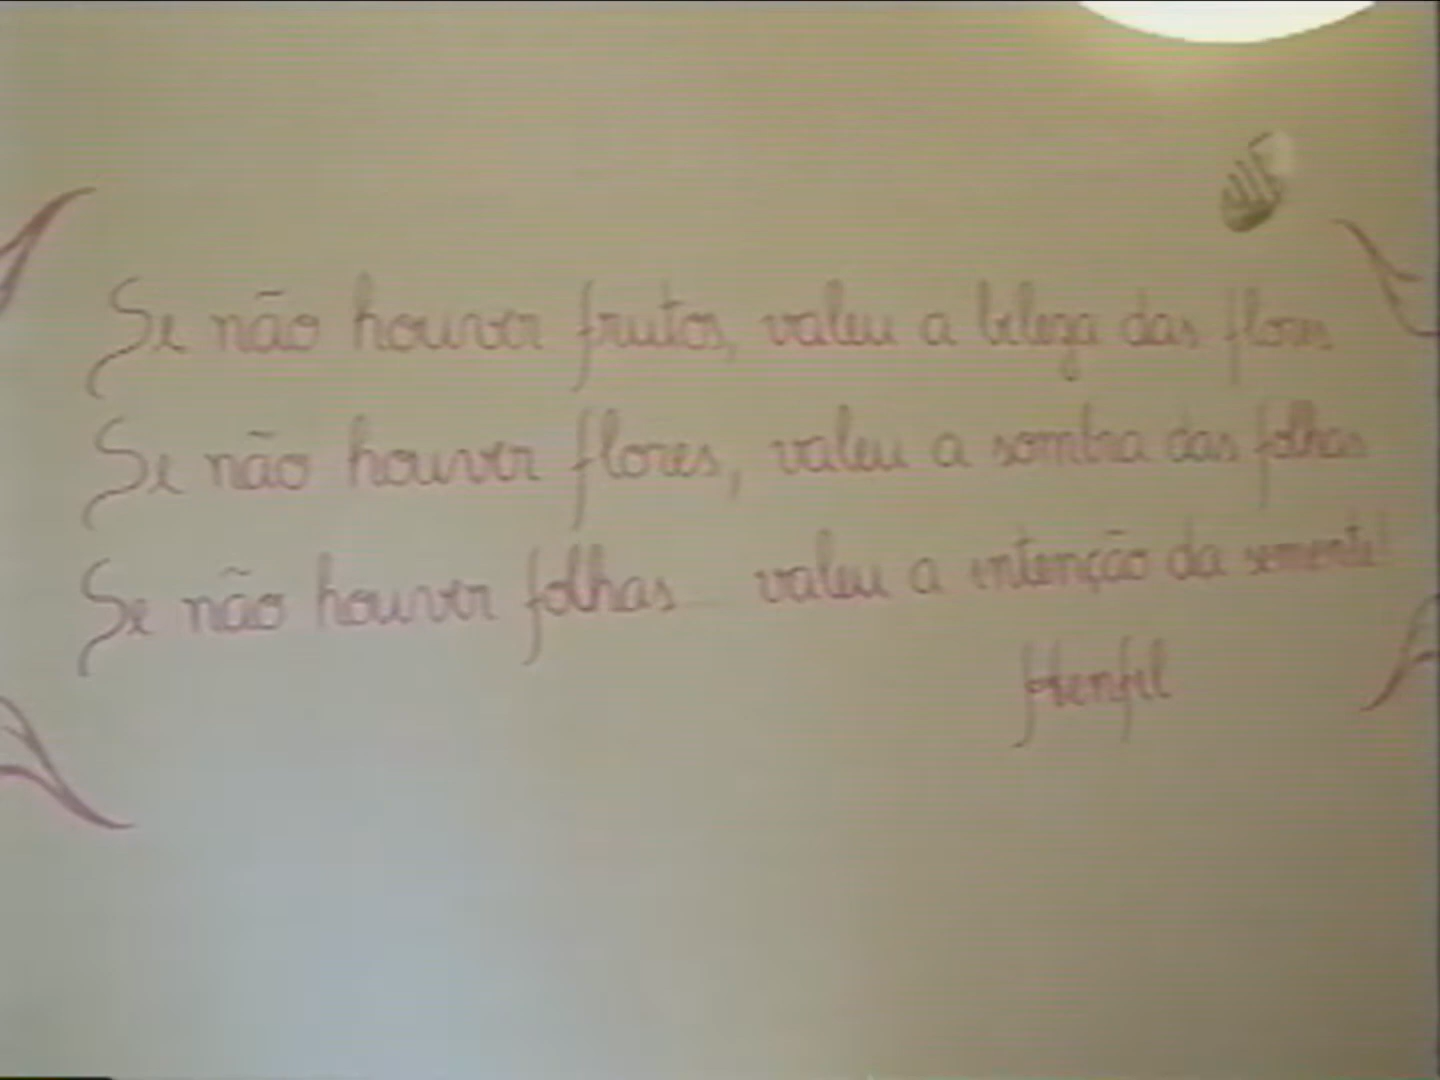 Se não houver frutos, valeu a beleza das flores
Se não houver flores, valeu a sombra das folhas
Se não houver folhas... valeu a intenção da semente!
Henfil